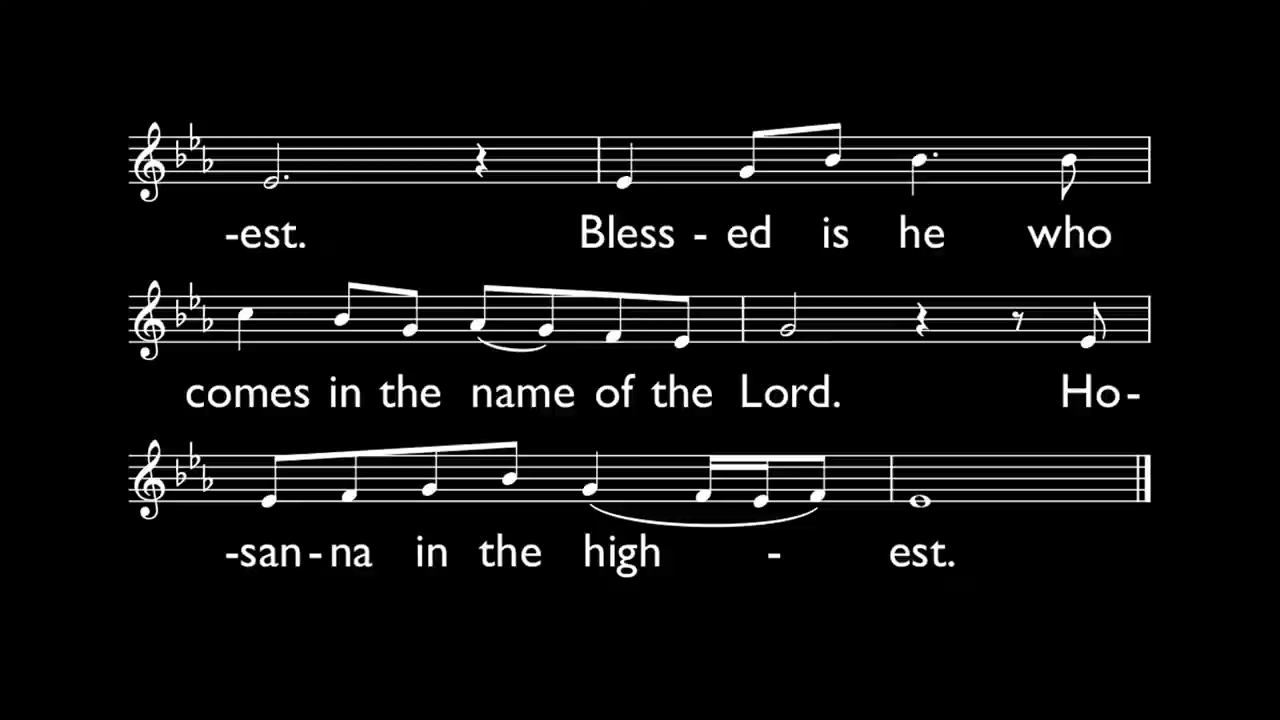 -est. Bless - ed is he who
comes in the name of the Lord. Ho-
-san-na in the high - est.